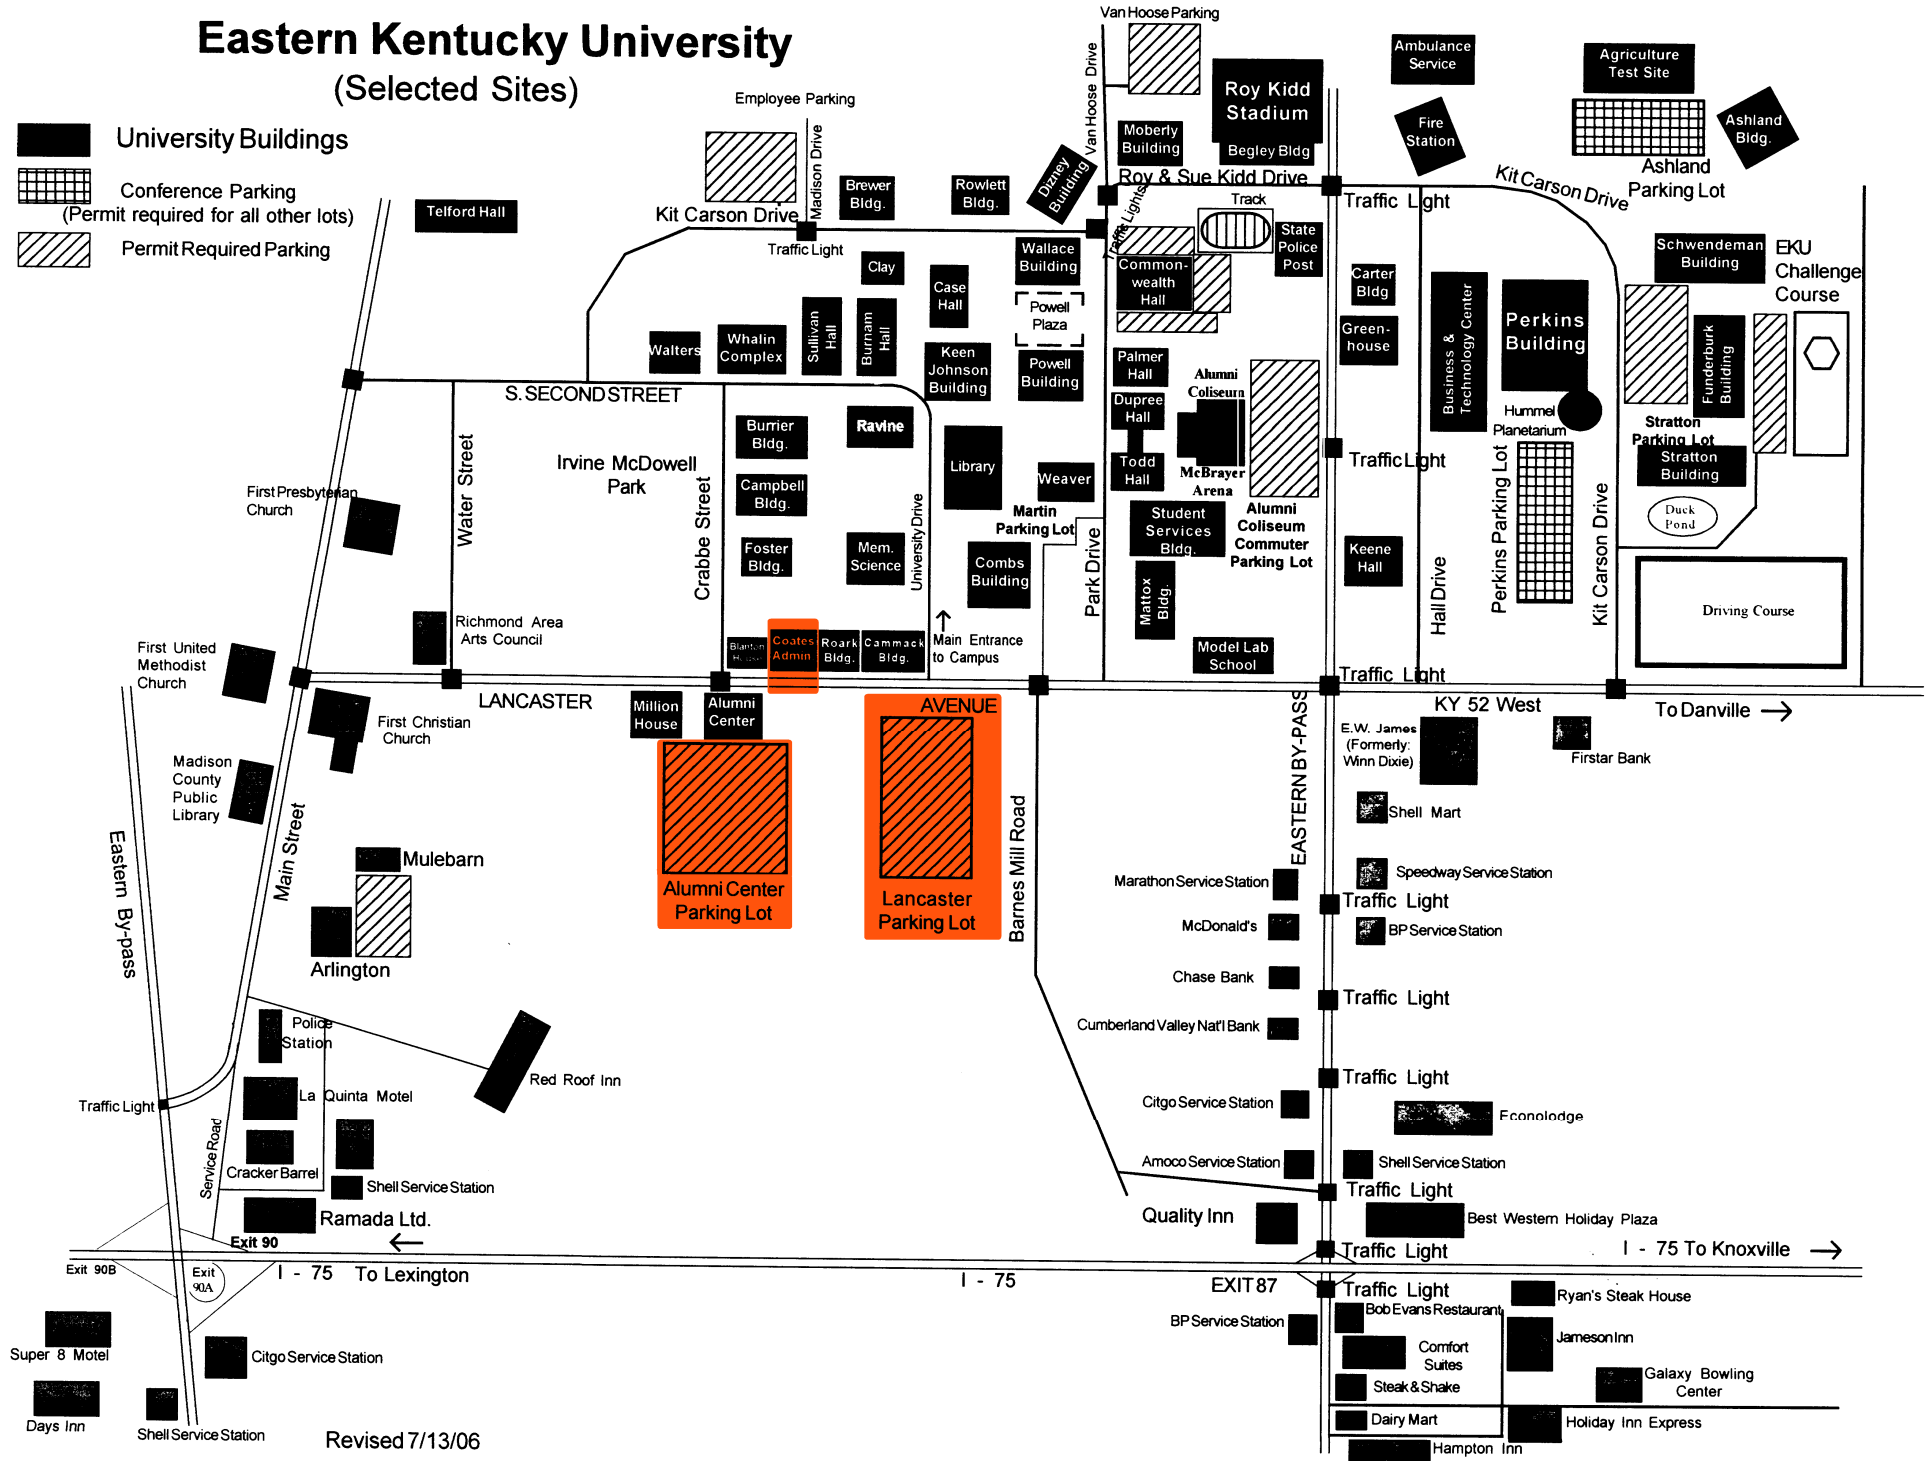 Eastern Kentucky University
(Selected Sites)
University Buildings
Conference Parking
(Permit required for all other lots)
Permit Required Parking
Van Hoose Parking
Van Hoose Drive
Employee Parking
Madison Drive
Telford Hall
Brewer
Bldg.
Rowlett
Bldg.
Dizney
Building
Moberly
Building
Roy Kidd
Stadium
Begley Bldg
Ambulance
Service
Fire
Station
Agriculture
Test Site
Ashland
Bldg.
Ashland
Parking Lot
Roy & Sue Kidd Drive
Traffic Light
Kit Carson Drive
Kit Carson Drive
Traffic Light
Traffic Lights
Track
State
Police
Post
Clay
Case
Hall
Wallace
Building
Powell
Plaza
Common-
wealth
Hall
Carter
Bldg
Green-
house
Business &
Technology Center
Perkins
Building
Schwendeman
Building
EKU
Challenge
Course
Funderburk
Building
Walters
Whalin
Complex
Sullivan
Hall
Burnam
Hall
Keen
Johnson
Building
Powell
Building
Palmer
Hall
Dupree
Hall
Todd
Hall
Alumni
Coliseum
McBrayer
Arena
Hummel
Planetarium
Stratton
Parking Lot
Stratton
Building
Duck
Pond
S. SECOND STREET
Burrier
Bldg.
Ravine
Irvine McDowell
Park
Water Street
Crabbe Street
Campbell
Bldg.
Library
Weaver
Martin
Parking Lot
Student
Services
Bldg.
Alumni
Coliseum
Commuter
Parking Lot
Traffic Light
Perkins Parking Lot
Kit Carson Drive
First Presbyterian
Church
Foster
Bldg.
Mem.
Science
University Drive
Combs
Building
Park Drive
Mattox
Bldg.
Keene
Hall
Hall Drive
Driving Course
Richmond Area
Arts Council
First United
Methodist
Church
Blanton
House
Coates
Admin
Roark
Bldg.
Cammack
Bldg.
Main Entrance
to Campus
Model Lab
School
Traffic Light
LANCASTER
AVENUE
KY 52 West
To Danville
First Christian
Church
Million
House
Alumni
Center
Madison
County
Public
Library
Main Street
Eastern By-pass
Mulebarn
Arlington
Alumni Center
Parking Lot
Lancaster
Parking Lot
Barnes Mill Road
EASTERN BY-PASS
E.W. James
(Formerly:
Winn Dixie)
Firstar Bank
Shell Mart
Marathon Service Station
Speedway Service Station
Traffic Light
McDonald's
BP Service Station
Chase Bank
Traffic Light
Cumberland Valley Nat'l Bank
Police
Station
Red Roof Inn
La Quinta Motel
Traffic Light
Traffic Light
Citgo Service Station
Econolodge
Service Road
Cracker Barrel
Shell Service Station
Amoco Service Station
Shell Service Station
Traffic Light
Ramada Ltd.
Quality Inn
Best Western Holiday Plaza
Exit 90
Traffic Light
I - 75 To Knoxville
Exit 90B
Exit
90A
I - 75 To Lexington
I - 75
EXIT 87
Traffic Light
Ryan's Steak House
Bob Evans Restaurant
BP Service Station
Jameson Inn
Comfort
Suites
Super 8 Motel
Citgo Service Station
Steak & Shake
Galaxy Bowling
Center
Days Inn
Shell Service Station
Dairy Mart
Holiday Inn Express
Hampton Inn
Revised 7/13/06